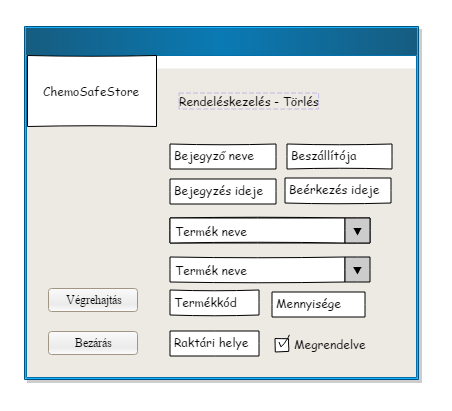 ChemoSafeStore
Rendeléskezelés - Törlés
Bejegyző neve
Beszállítója
Bejegyzés ideje
Beérkezés ideje
Termék neve
Termék neve
Végrehajtás
Termékkód
Mennyisége
Bezárás
Raktári helye
Megrendelve